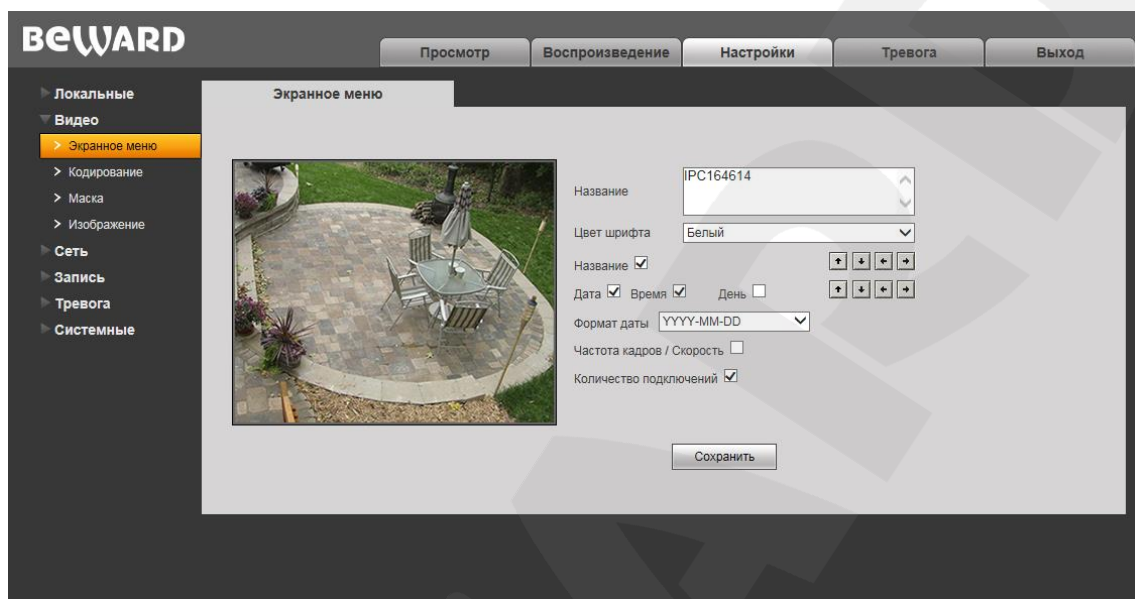 BEWARD
Просмотр Воспроизведение Настройки Тревога Выход
Локальные
Видео
> Экранное меню
> Кодирование
> Маска
> Изображение
Сеть
Запись
Тревога
Системные
Экранное меню
Название IPC164614
Цвет шрифта Белый
Название
Дата Время День
Формат даты YYYY-MM-DD
Частота кадров / Скорость
Количество подключений
Сохранить